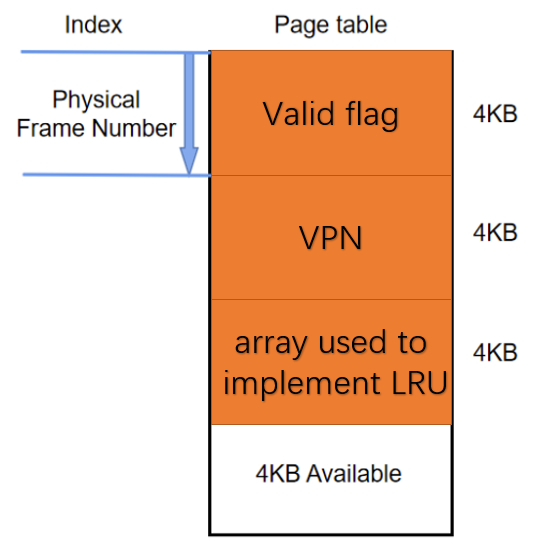 Index
Page table
Physical
Frame Number
Valid flag
4KB
VPN
4KB
array used to
implement LRU
4KB
4KB Available